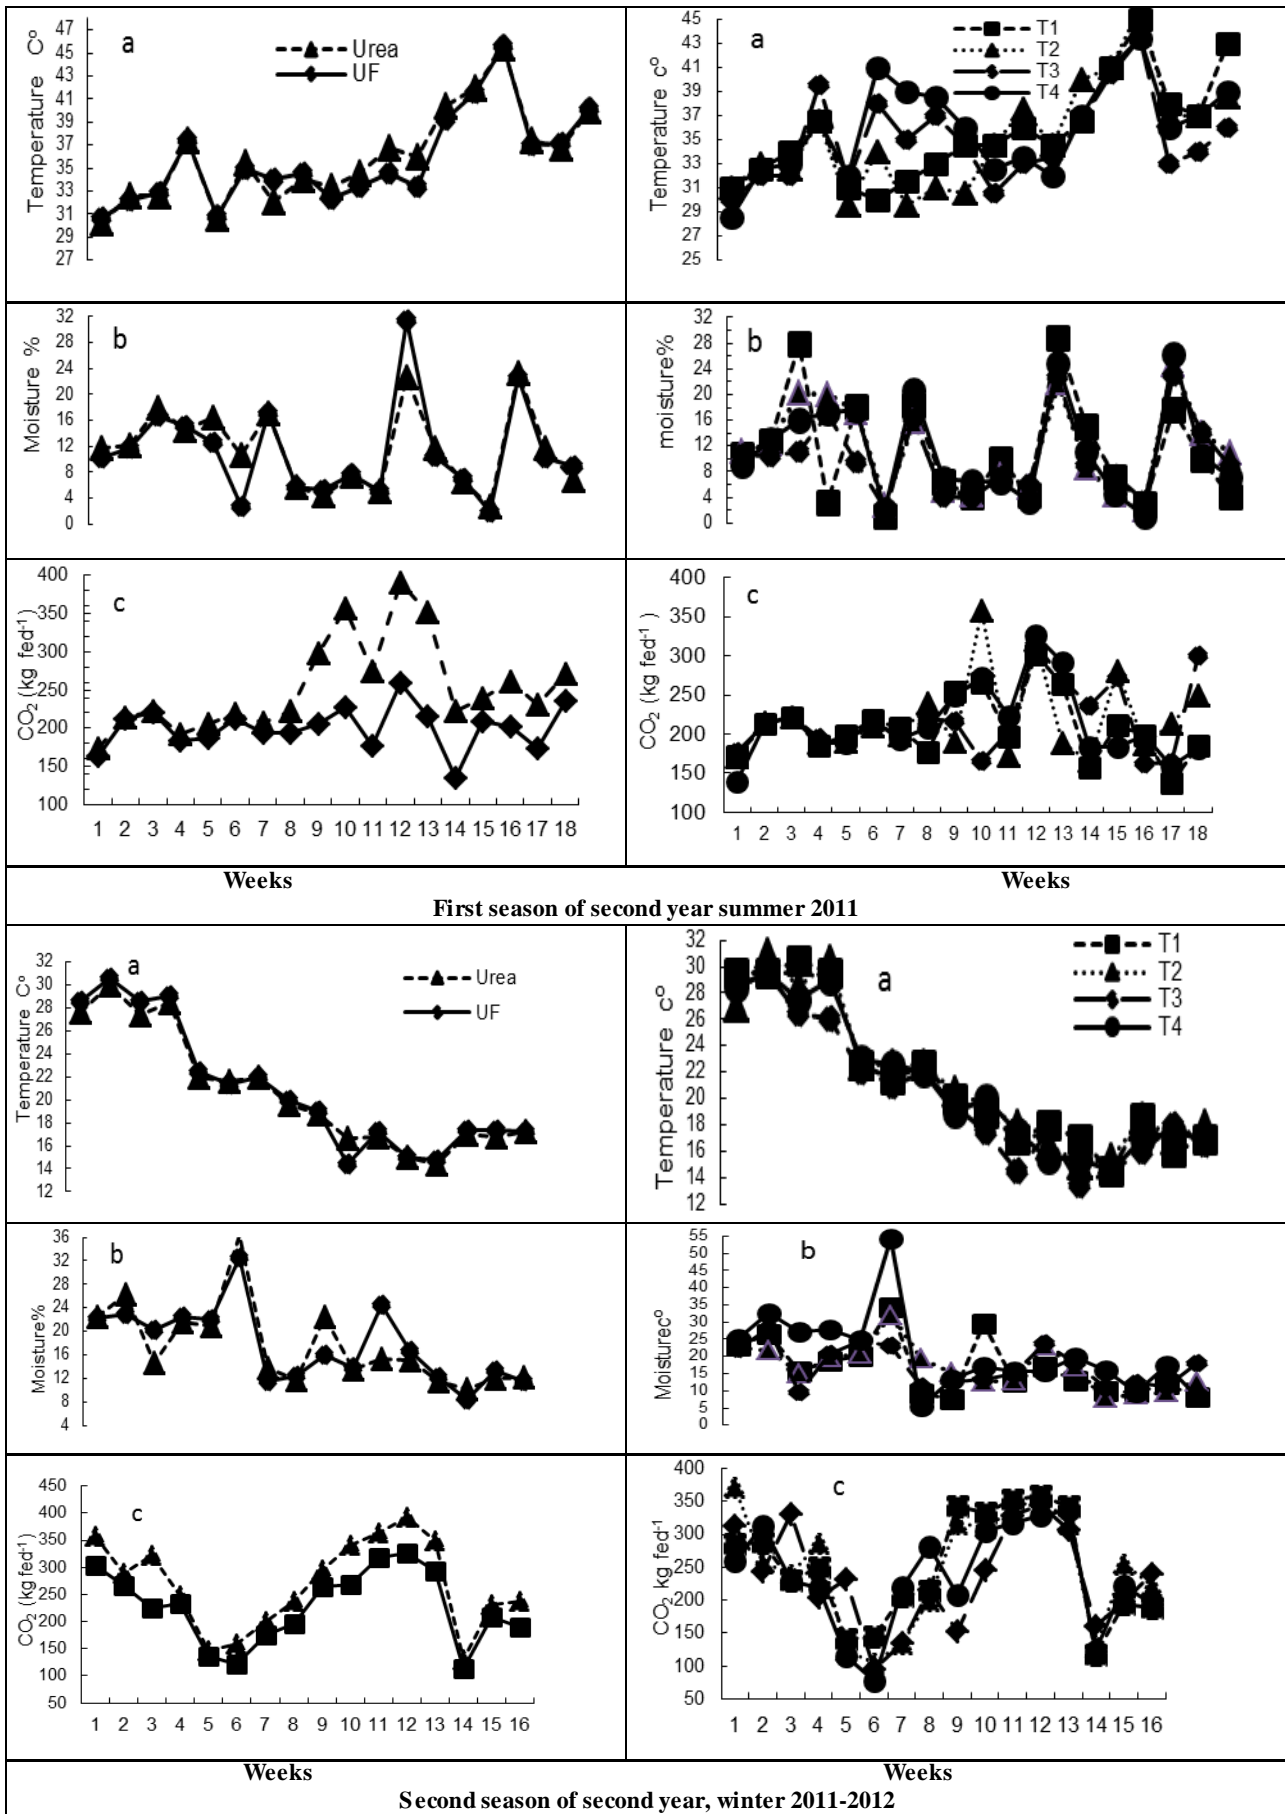 Temperature C°
47
45
43
41
39
37
35
33
31
29
27
a
Urea
UF
Temperature c°
45
43
41
39
37
35
33
31
29
27
25
a
T1
T2
T3
T4
Moisture %
32
28
24
20
16
12
8
4
0
b
moisture%
32
28
24
20
16
12
8
4
0
b
CO₂ (kg fed⁻¹)
400
350
300
250
200
150
100
c
1 2 3 4 5 6 7 8 9 10 11 12 13 14 15 16 17 18
CO₂ (kg fed⁻¹)
400
350
300
250
200
150
100
c
1 2 3 4 5 6 7 8 9 10 11 12 13 14 15 16 17 18
Weeks
Weeks
First season of second year summer 2011
Temperature C°
32
30
28
26
24
22
20
18
16
14
12
a
Urea
UF
Temperature c°
32
30
28
26
24
22
20
18
16
14
12
a
T1
T2
T3
T4
Moisture%
36
32
28
24
20
16
12
8
4
b
Moisturec°
55
50
45
40
35
30
25
20
15
10
5
0
b
CO₂ (kg fed⁻¹)
450
400
350
300
250
200
150
100
50
c
1 2 3 4 5 6 7 8 9 10 11 12 13 14 15 16
CO₂ kg fed⁻¹
400
350
300
250
200
150
100
50
c
1 2 3 4 5 6 7 8 9 10 11 12 13 14 15 16
Weeks
Weeks
Second season of second year, winter 2011-2012